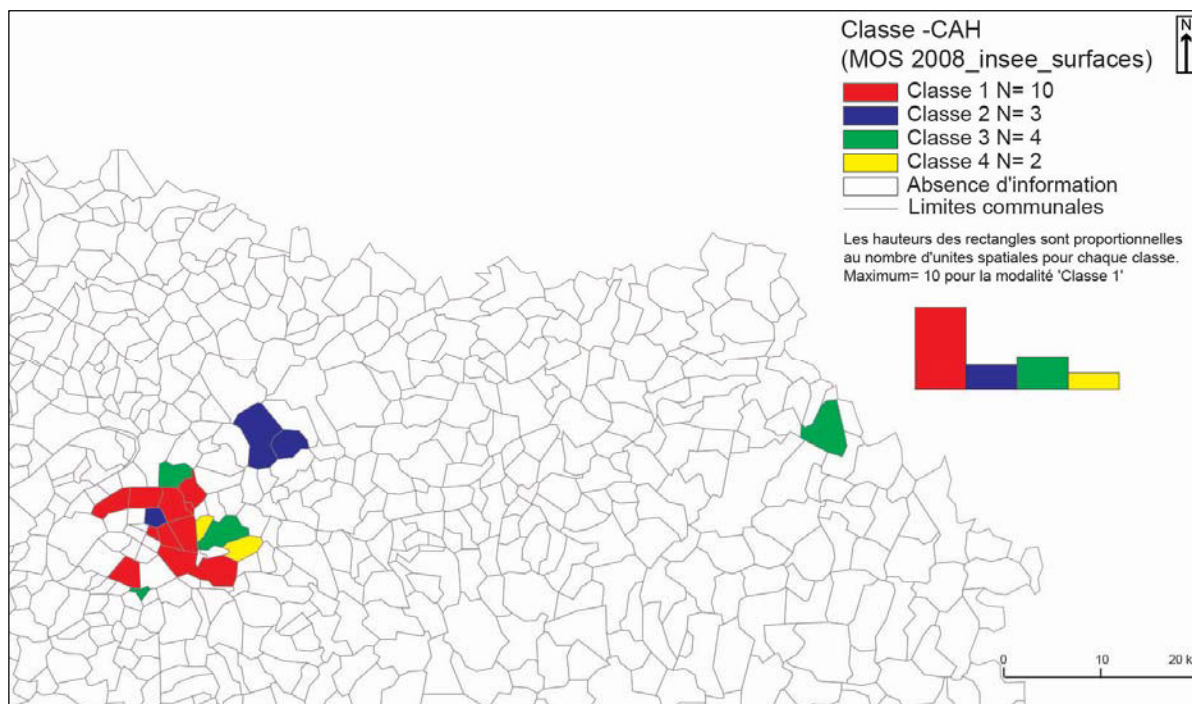 Classe -CAH
(MOS 2008_insee_surfaces)
N
Classe 1 N= 10
Classe 2 N= 3
Classe 3 N= 4
Classe 4 N= 2
Absence d'information
Limites communales
Les hauteurs des rectangles sont proportionnelles
au nombre d'unites spatiales pour chaque classe.
Maximum= 10 pour la modalité 'Classe 1'
0 10 20 k